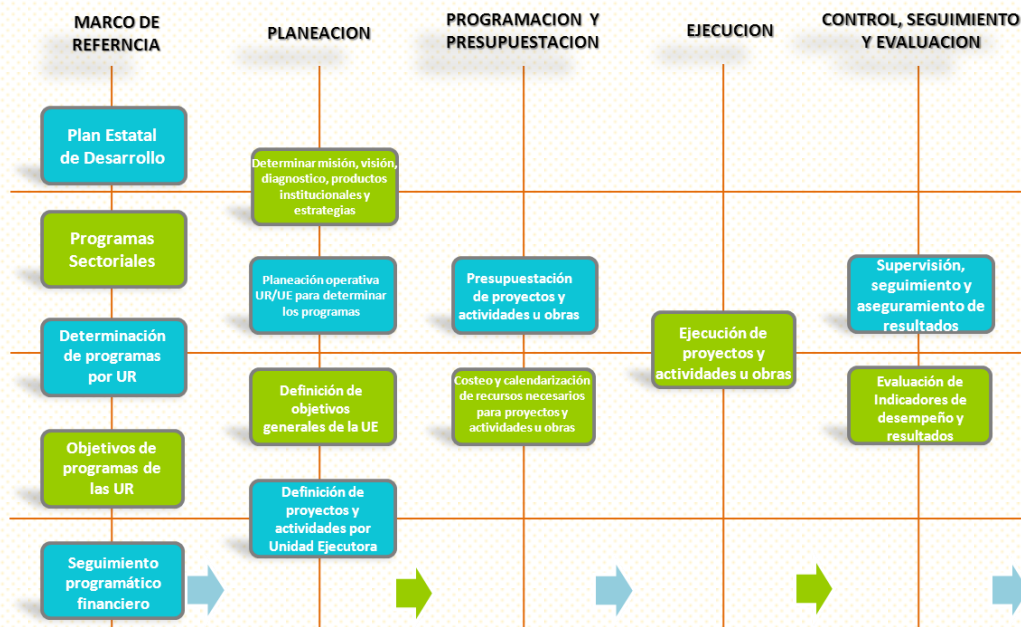 MARCO DE
REFERNCIA
PLANEACION
PROGRAMACION Y
PRESUPUESTACION
EJECUCION
CONTROL, SEGUIMIENTO
Y EVALUACION
Plan Estatal
de Desarrollo
Programas
Sectoriales
Determinación
de programas
por UR
Objetivos de
programas de
las UR
Seguimiento
programático
financiero
Determinar misión, visión,
diagnostico, productos
institucionales y
estrategias
Planeación operativa
UR/UE para determinar
los programas
Definición de
objetivos
generales de la UE
Definición de
proyectos y
actividades por
Unidad Ejecutora
Presupuestación
de proyectos y
actividades u obras
Costeo y calendarización
de recursos necesarios
para proyectos y
actividades u obras
Ejecución de
proyectos y
actividades u obras
Supervisión,
seguimiento y
aseguramiento de
resultados
Evaluación de
Indicadores de
desempeño y
resultados